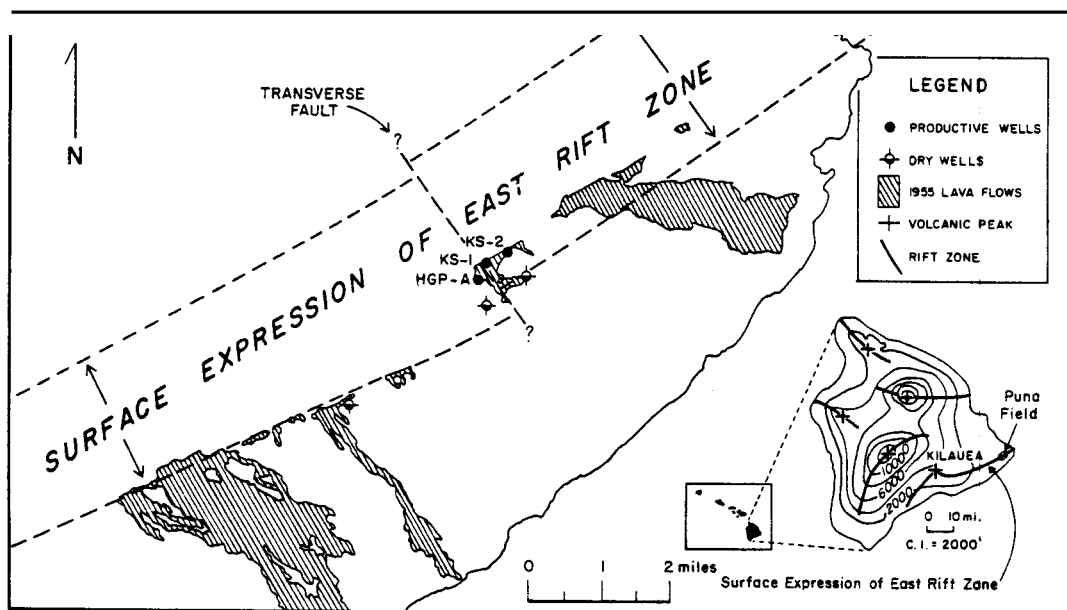 TRANSVERSE
FAULT
?
N
SURFACE EXPRESSION OF EAST RIFT ZONE
KS-2
KS-1
HGP-A
?
LEGEND
PRODUCTIVE WELLS
DRY WELLS
1955 LAVA FLOWS
VOLCANIC PEAK
RIFT ZONE
Puna
Field
KILAUEA
10000
6000
2000
0 10 mi.
C.I. = 2000'
0 1 2 miles
Surface Expression of East Rift Zone